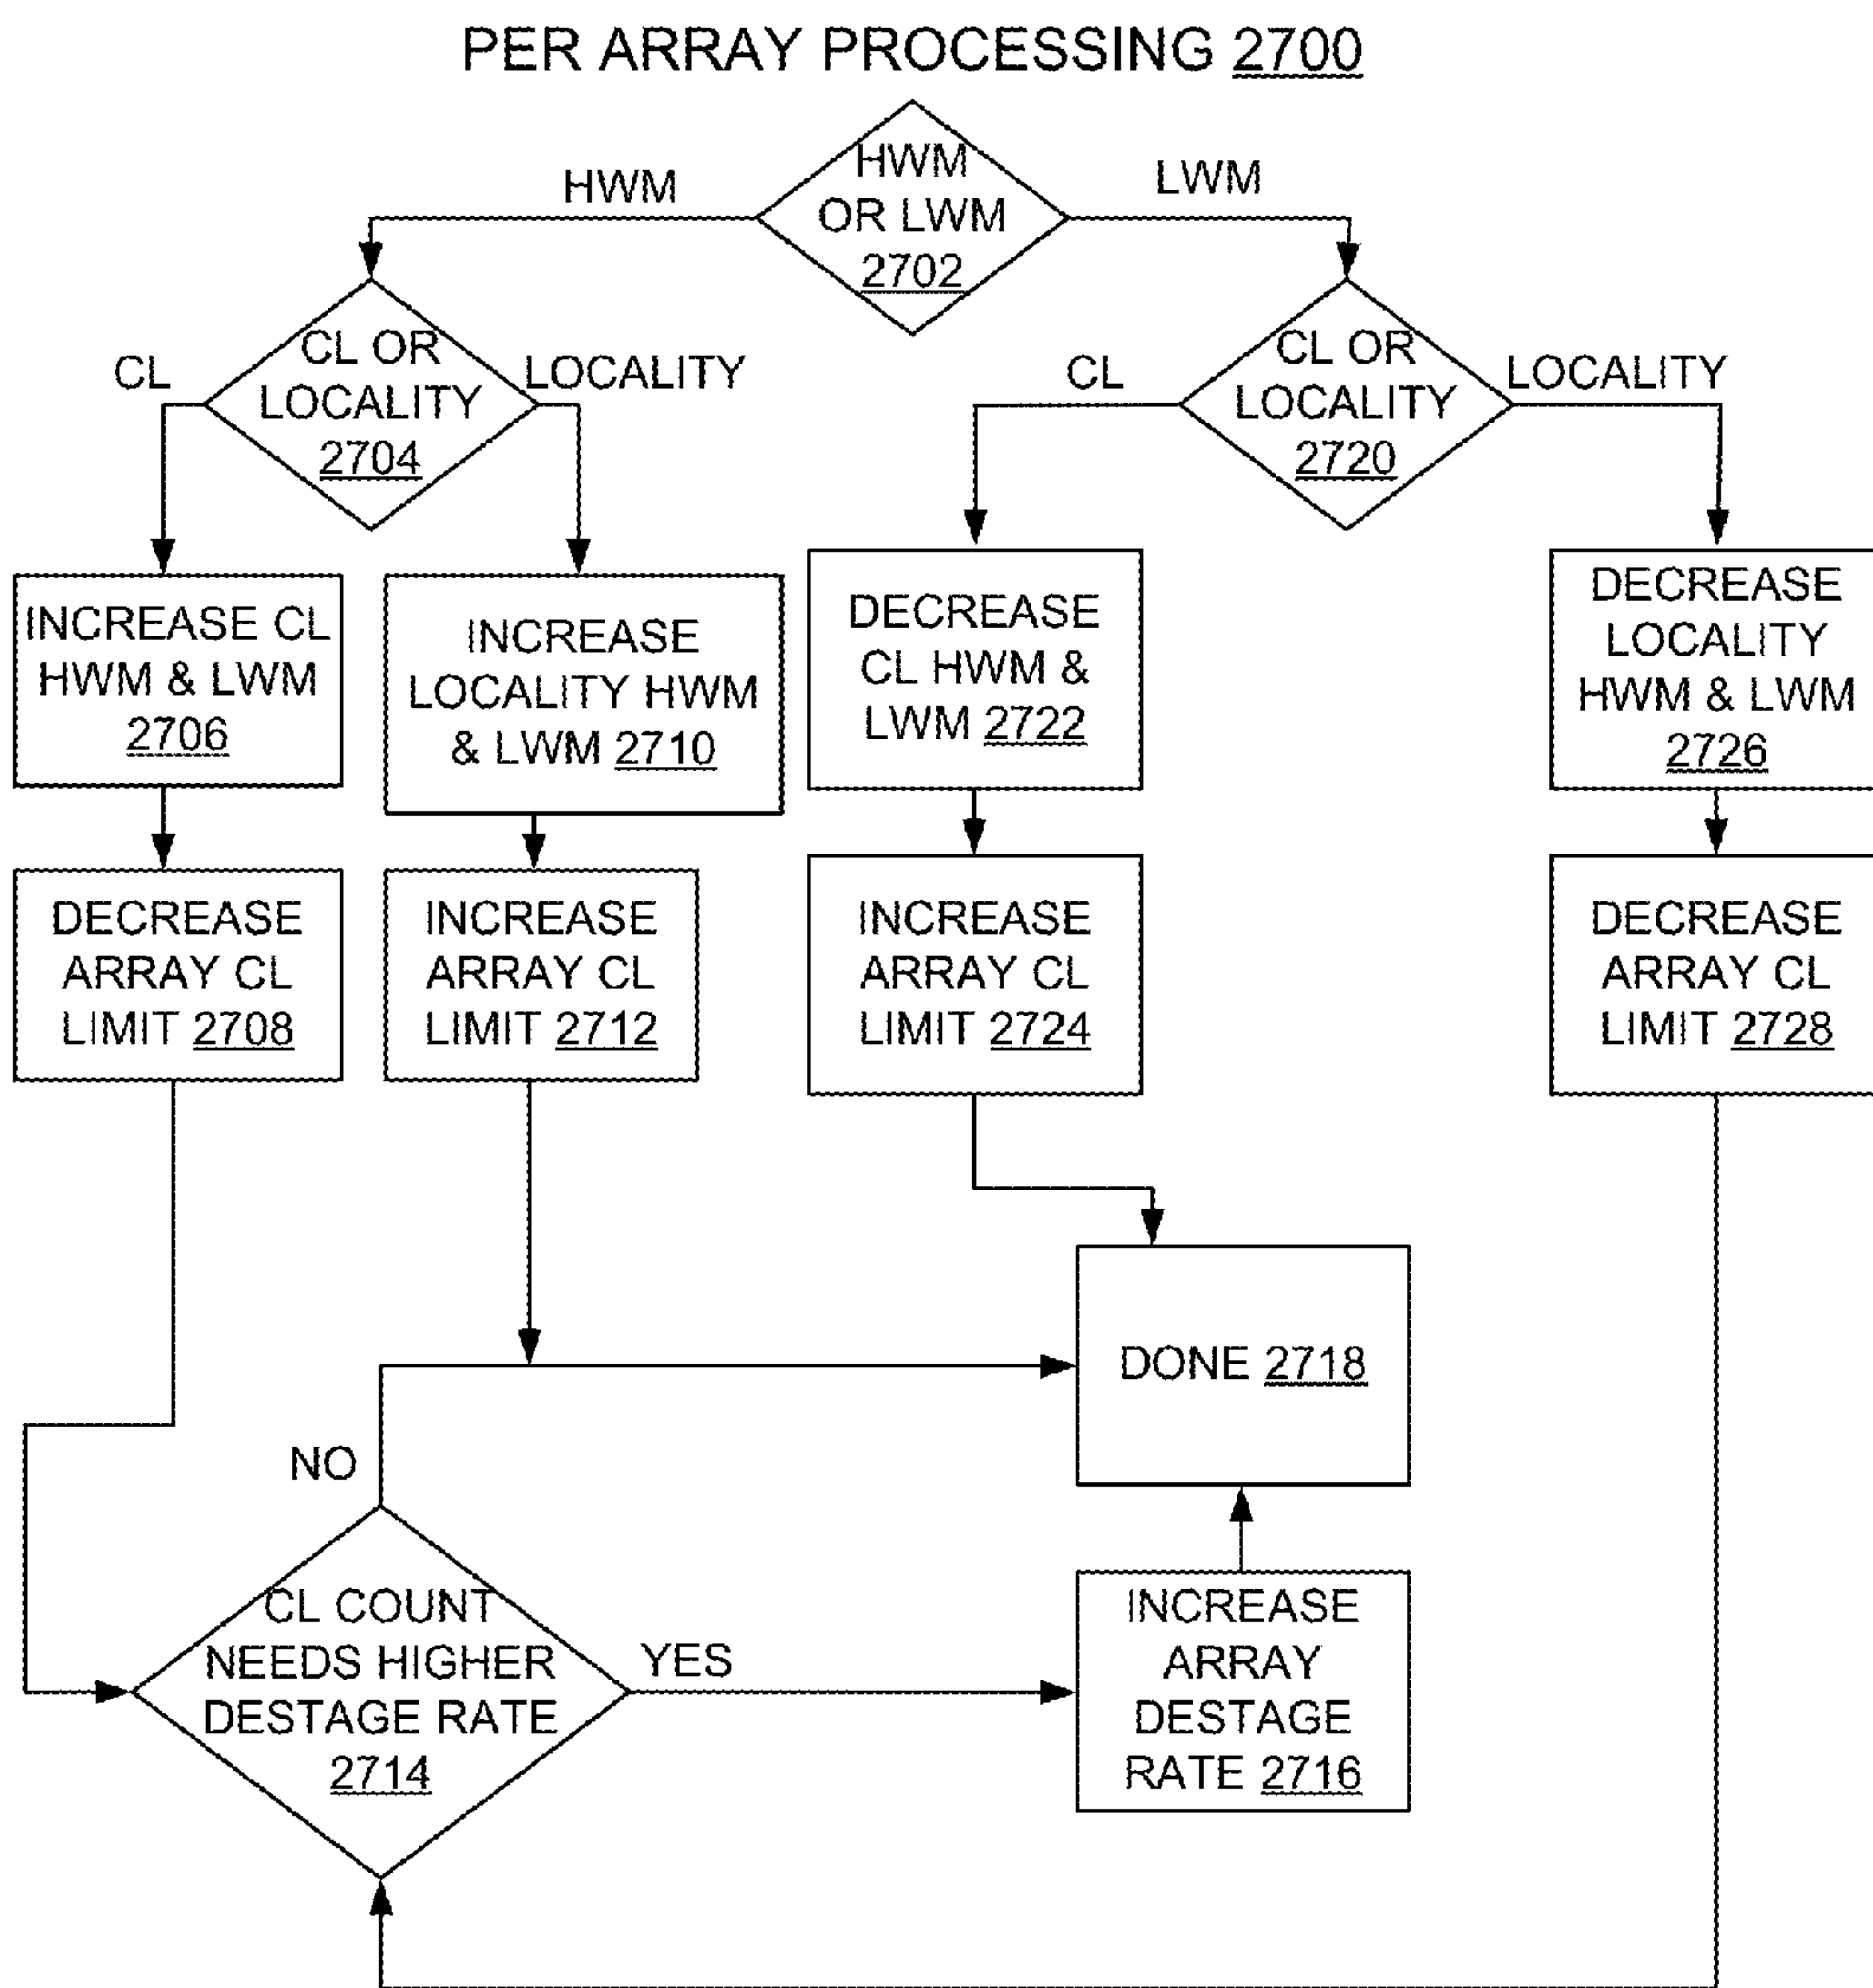 PER ARRAY PROCESSING 2700
HWM
OR LWM
2702
HWM
LWM
CL OR
LOCALITY
2704
CL
LOCALITY
CL OR
LOCALITY
2720
CL
LOCALITY
INCREASE CL
HWM & LWM
2706
INCREASE
LOCALITY HWM
& LWM 2710
DECREASE
CL HWM &
LWM 2722
DECREASE
LOCALITY
HWM & LWM
2726
DECREASE
ARRAY CL
LIMIT 2708
INCREASE
ARRAY CL
LIMIT 2712
INCREASE
ARRAY CL
LIMIT 2724
DECREASE
ARRAY CL
LIMIT 2728
DONE 2718
NO
CL COUNT
NEEDS HIGHER
DESTAGE RATE
2714
YES
INCREASE
ARRAY
DESTAGE
RATE 2716